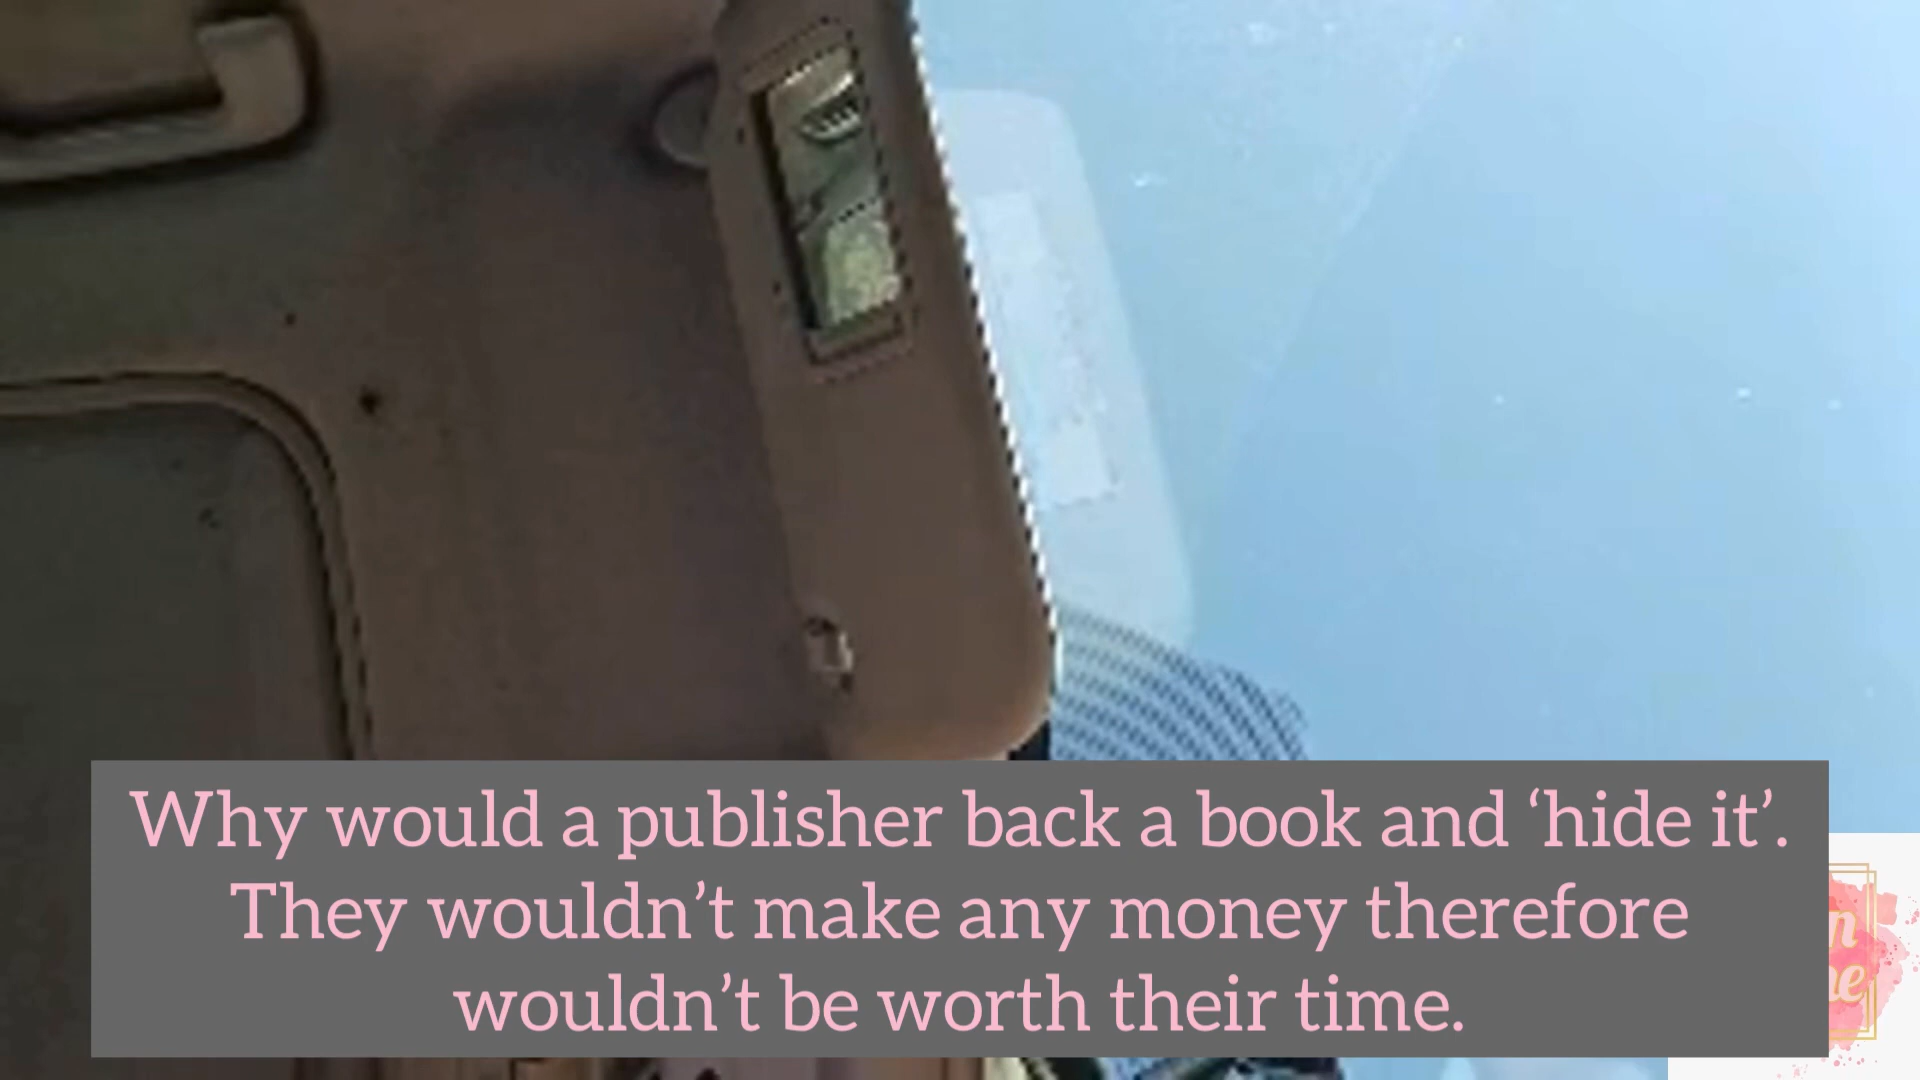 Why would a publisher back a book and ‘hide it’.
They wouldn’t make any money therefore
wouldn’t be worth their time.